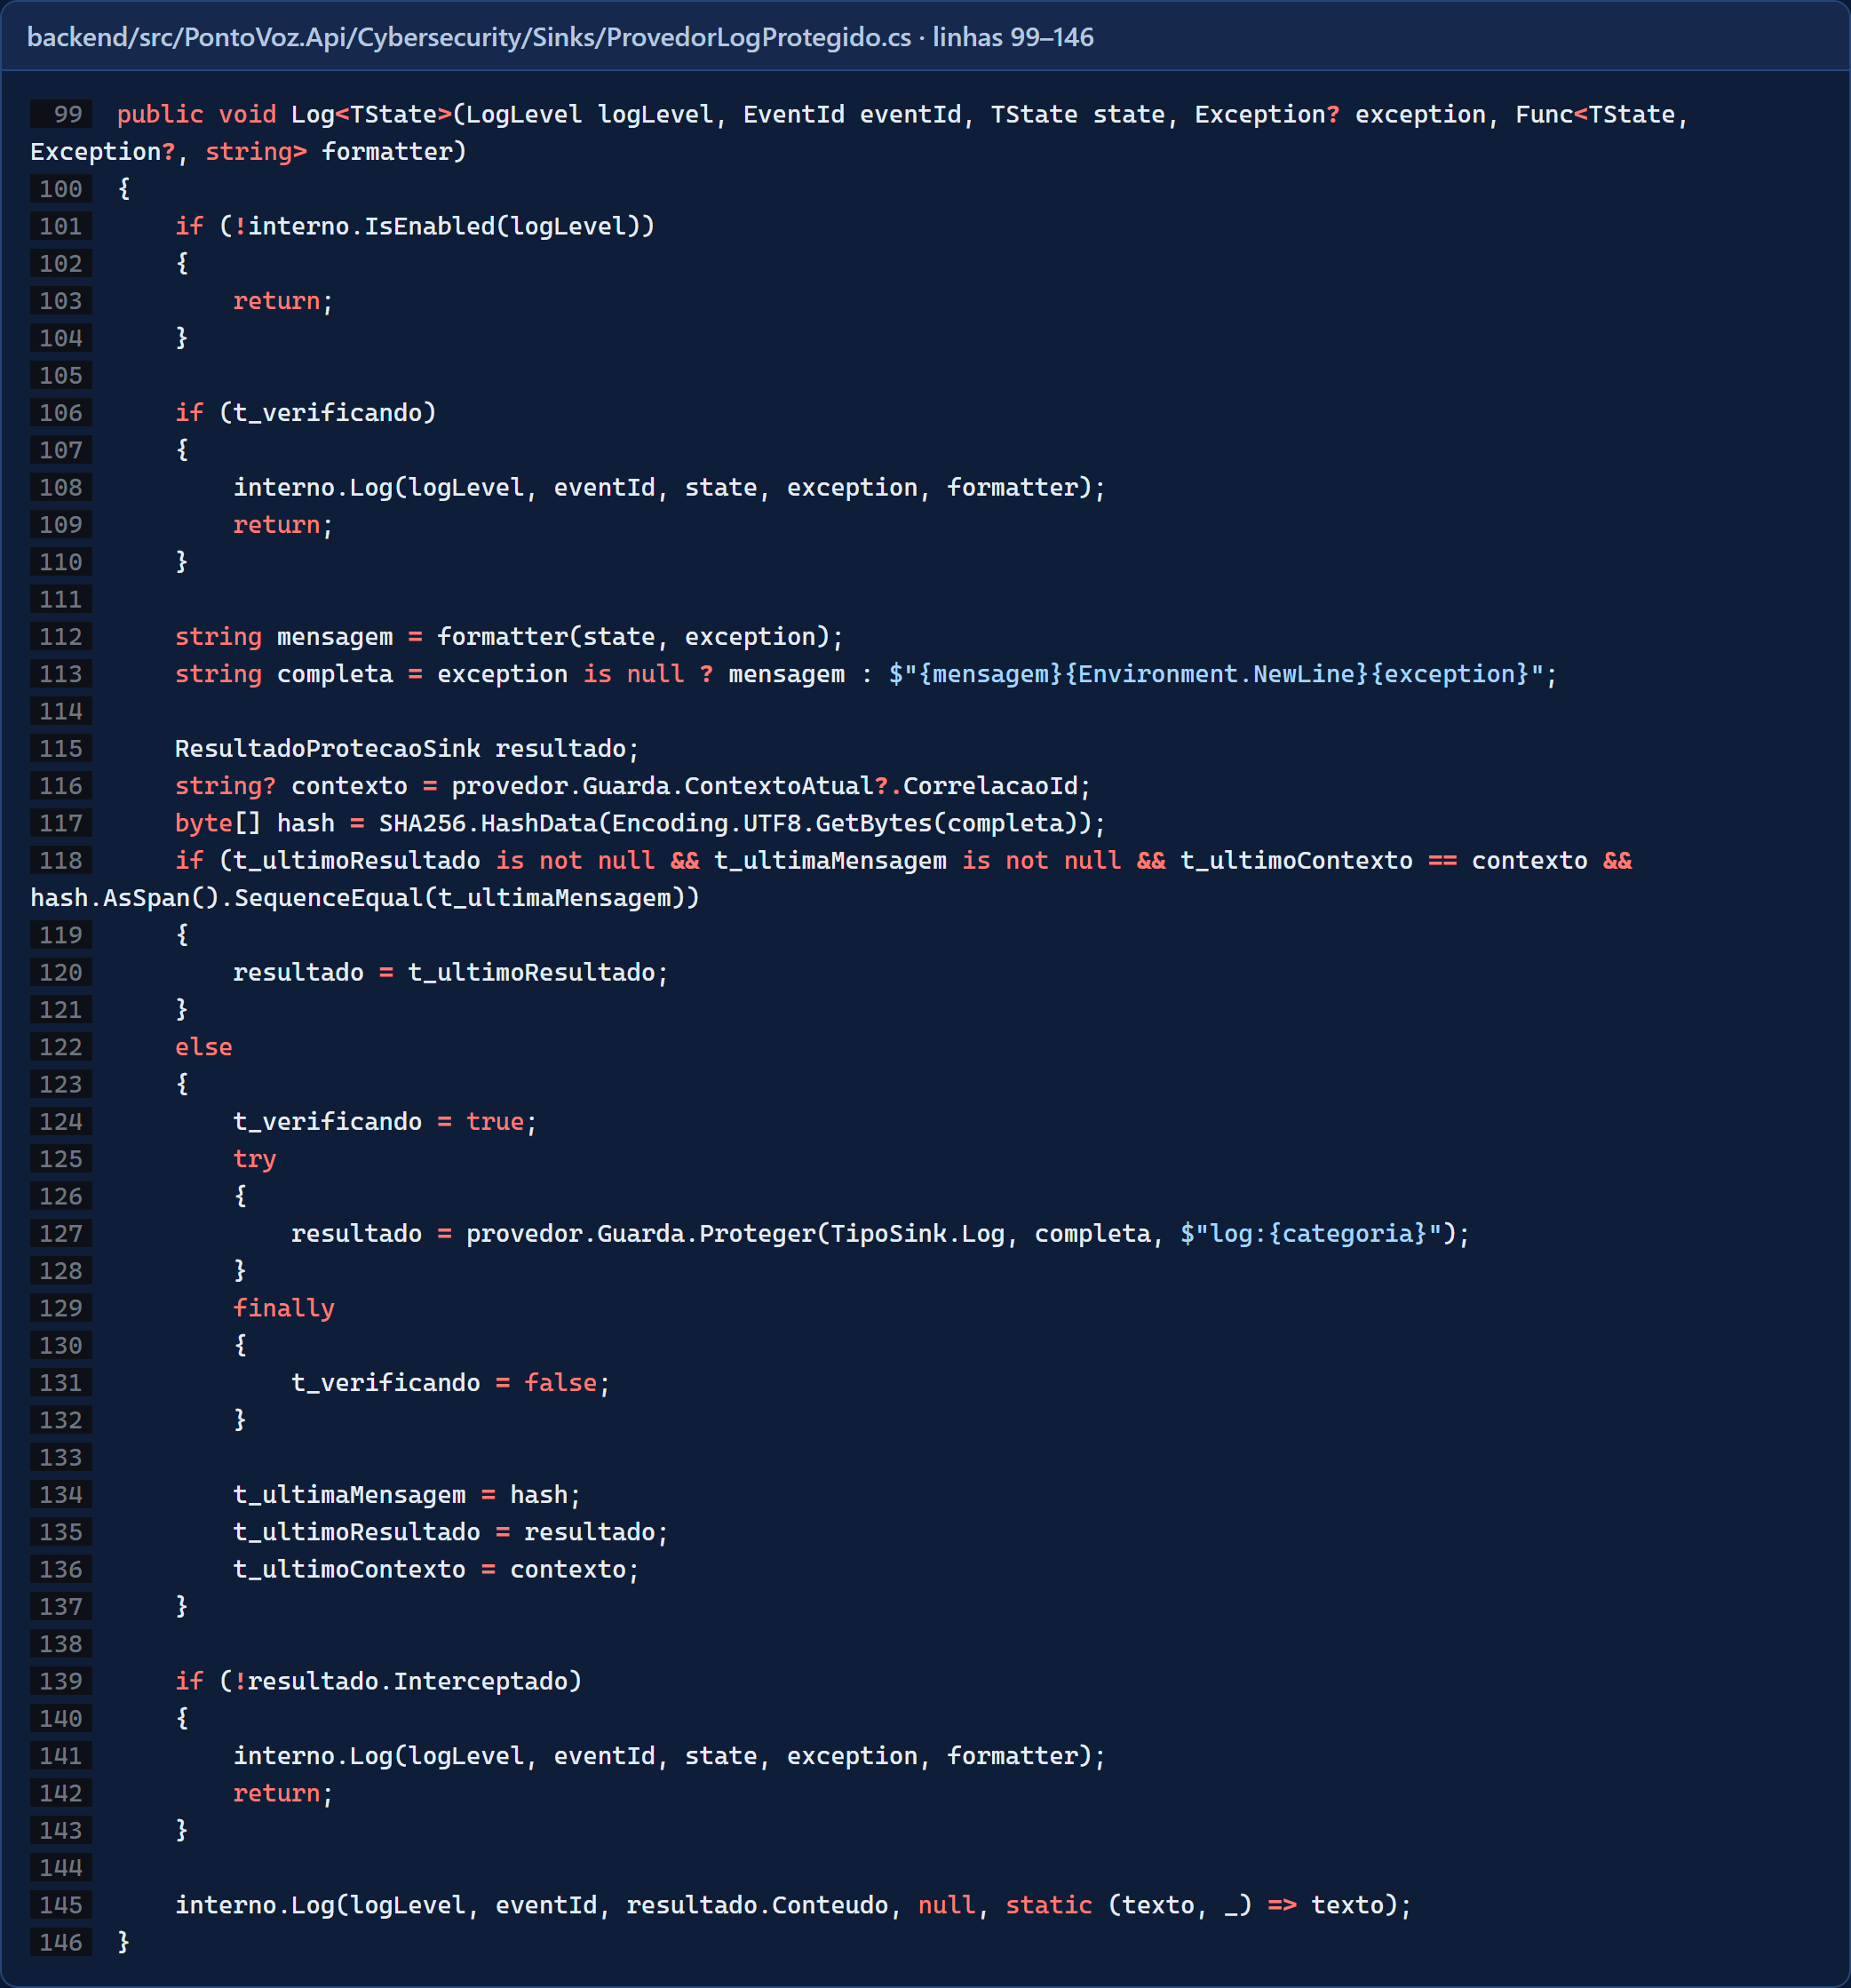 backend/src/PontoVoz.Api/Cybersecurity/Sinks/ProvedorLogProtegido.cs · linhas 99–146
99 public void Log<TState>(LogLevel logLevel, EventId eventId, TState state, Exception? exception, Func<TState,
Exception?, string> formatter)
100 {
101     if (!interno.IsEnabled(logLevel))
102     {
103         return;
104     }
105
106     if (t_verificando)
107     {
108         interno.Log(logLevel, eventId, state, exception, formatter);
109         return;
110     }
111
112     string mensagem = formatter(state, exception);
113     string completa = exception is null ? mensagem : $"{mensagem}{Environment.NewLine}{exception}";
114
115     ResultadoProtecaoSink resultado;
116     string? contexto = provedor.Guarda.ContextoAtual?.CorrelacaoId;
117     byte[] hash = SHA256.HashData(Encoding.UTF8.GetBytes(completa));
118     if (t_ultimoResultado is not null && t_ultimaMensagem is not null && t_ultimoContexto == contexto &&
hash.AsSpan().SequenceEqual(t_ultimaMensagem))
119     {
120         resultado = t_ultimoResultado;
121     }
122     else
123     {
124         t_verificando = true;
125         try
126         {
127             resultado = provedor.Guarda.Proteger(TipoSink.Log, completa, $"log:{categoria}");
128         }
129         finally
130         {
131             t_verificando = false;
132         }
133
134         t_ultimaMensagem = hash;
135         t_ultimoResultado = resultado;
136         t_ultimoContexto = contexto;
137     }
138
139     if (!resultado.Interceptado)
140     {
141         interno.Log(logLevel, eventId, state, exception, formatter);
142         return;
143     }
144
145     interno.Log(logLevel, eventId, resultado.Conteudo, null, static (texto, _) => texto);
146 }